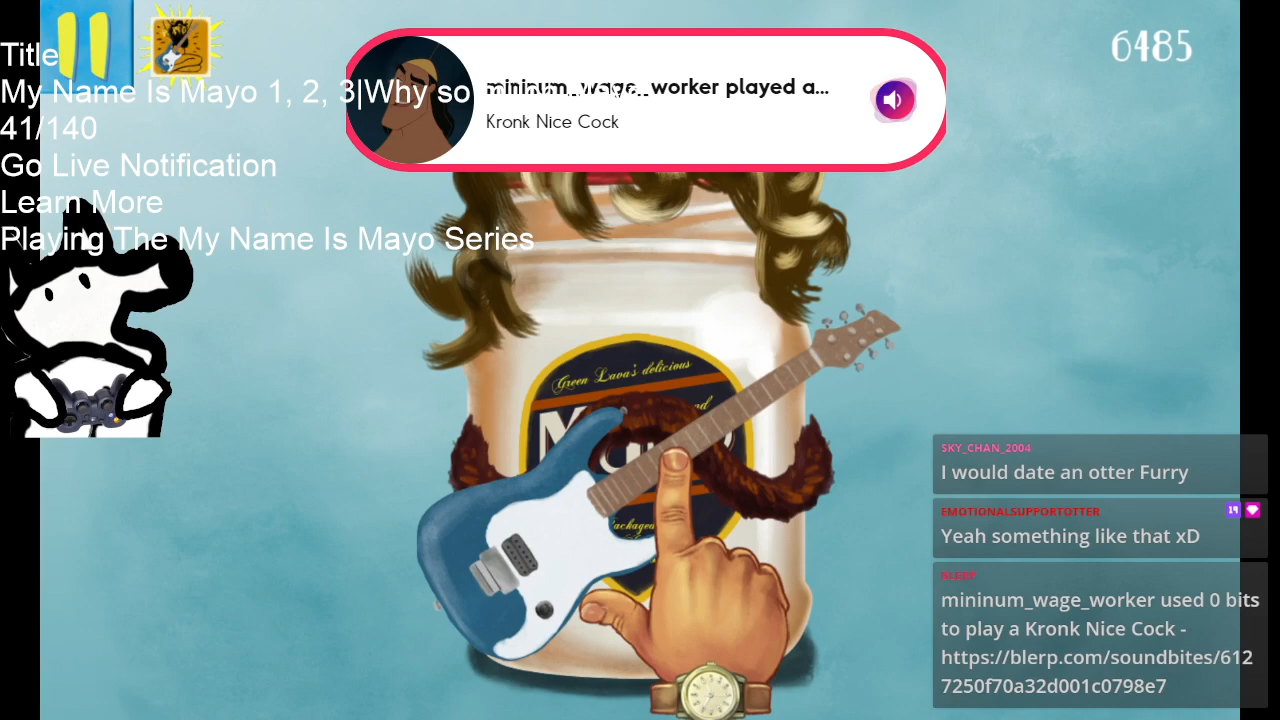 6485
Title
My Name Is Mayo 1, 2, 3|Why so
41/140
Go Live Notification
Learn More
Playing The My Name Is Mayo Series
mininum_wage_worker played a...
Kronk Nice Cock
Green Lava's delicious
SKY_CHAN_2004
I would date an otter Furry
EMOTIONALSUPPORTOTTER
19
Yeah something like that xD
BLERP
mininum_wage_worker used 0 bits
to play a Kronk Nice Cock -
https://blerp.com/soundbites/612
7250f70a32d001c0798e7